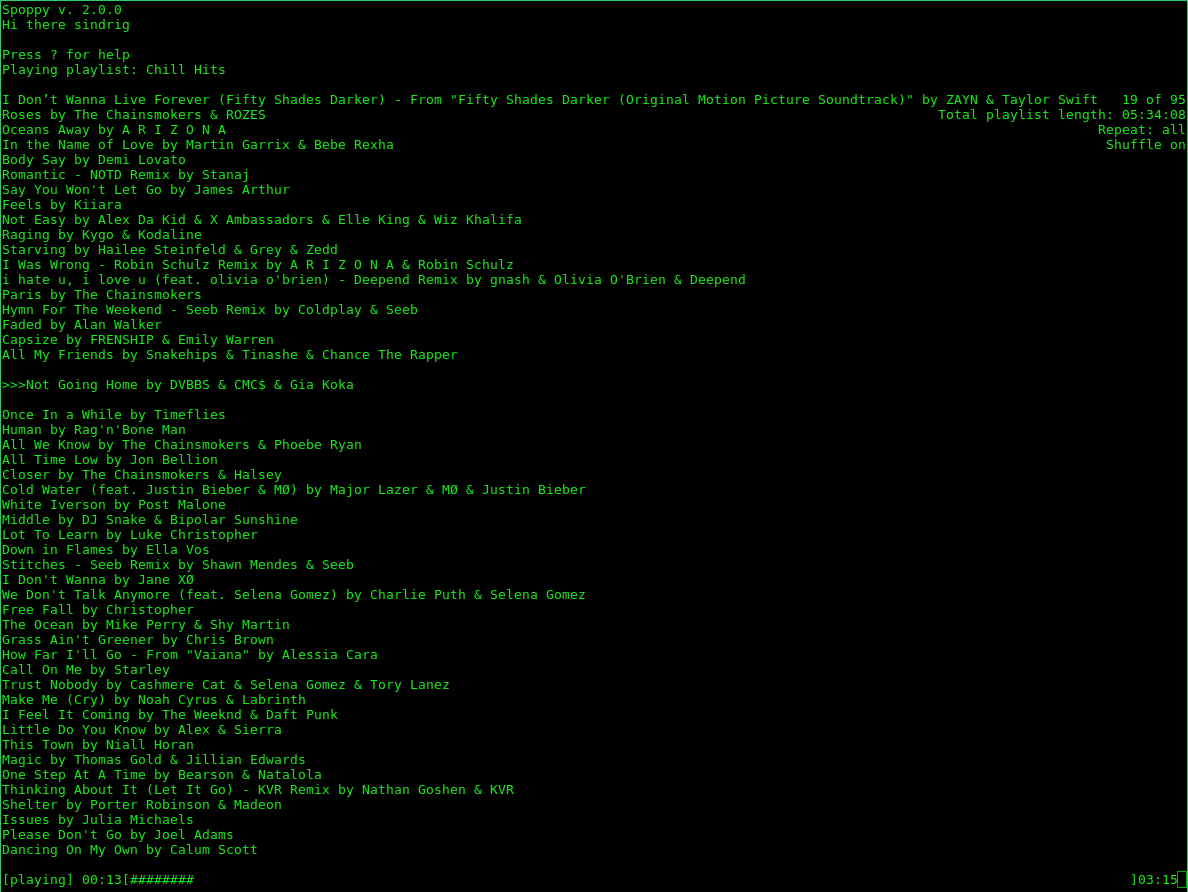 Spoppy v. 2.0.0
Hi there sindrig
Press ? for help
Playing playlist: Chill Hits
I Don’t Wanna Live Forever (Fifty Shades Darker) - From "Fifty Shades Darker (Original Motion Picture Soundtrack)" by ZAYN & Taylor Swift 19 of 95
Roses by The Chainsmokers & ROZES Total playlist length: 05:34:08
Oceans Away by A R I Z O N A Repeat: all
In the Name of Love by Martin Garrix & Bebe Rexha Shuffle on
Body Say by Demi Lovato
Romantic - NOTD Remix by Stanaj
Say You Won't Let Go by James Arthur
Feels by Kiiara
Not Easy by Alex Da Kid & X Ambassadors & Elle King & Wiz Khalifa
Raging by Kygo & Kodaline
Starving by Hailee Steinfeld & Grey & Zedd
I Was Wrong - Robin Schulz Remix by A R I Z O N A & Robin Schulz
i hate u, i love u (feat. olivia o'brien) - Deepend Remix by gnash & Olivia O'Brien & Deepend
Paris by The Chainsmokers
Hymn For The Weekend - Seeb Remix by Coldplay & Seeb
Faded by Alan Walker
Capsize by FRENSHIP & Emily Warren
All My Friends by Snakehips & Tinashe & Chance The Rapper
>>>Not Going Home by DVBBS & CMC$ & Gia Koka
Once In a While by Timeflies
Human by Rag'n'Bone Man
All We Know by The Chainsmokers & Phoebe Ryan
All Time Low by Jon Bellion
Closer by The Chainsmokers & Halsey
Cold Water (feat. Justin Bieber & MØ) by Major Lazer & MØ & Justin Bieber
White Iverson by Post Malone
Middle by DJ Snake & Bipolar Sunshine
Lot To Learn by Luke Christopher
Down in Flames by Ella Vos
Stitches - Seeb Remix by Shawn Mendes & Seeb
I Don't Wanna by Jane XØ
We Don't Talk Anymore (feat. Selena Gomez) by Charlie Puth & Selena Gomez
Free Fall by Christopher
The Ocean by Mike Perry & Shy Martin
Grass Ain't Greener by Chris Brown
How Far I'll Go - From "Vaiana" by Alessia Cara
Call On Me by Starley
Trust Nobody by Cashmere Cat & Selena Gomez & Tory Lanez
Make Me (Cry) by Noah Cyrus & Labrinth
I Feel It Coming by The Weeknd & Daft Punk
Little Do You Know by Alex & Sierra
This Town by Niall Horan
Magic by Thomas Gold & Jillian Edwards
One Step At A Time by Bearson & Natalola
Thinking About It (Let It Go) - KVR Remix by Nathan Goshen & KVR
Shelter by Porter Robinson & Madeon
Issues by Julia Michaels
Please Don't Go by Joel Adams
Dancing On My Own by Calum Scott
[playing] 00:13[######## ]03:15